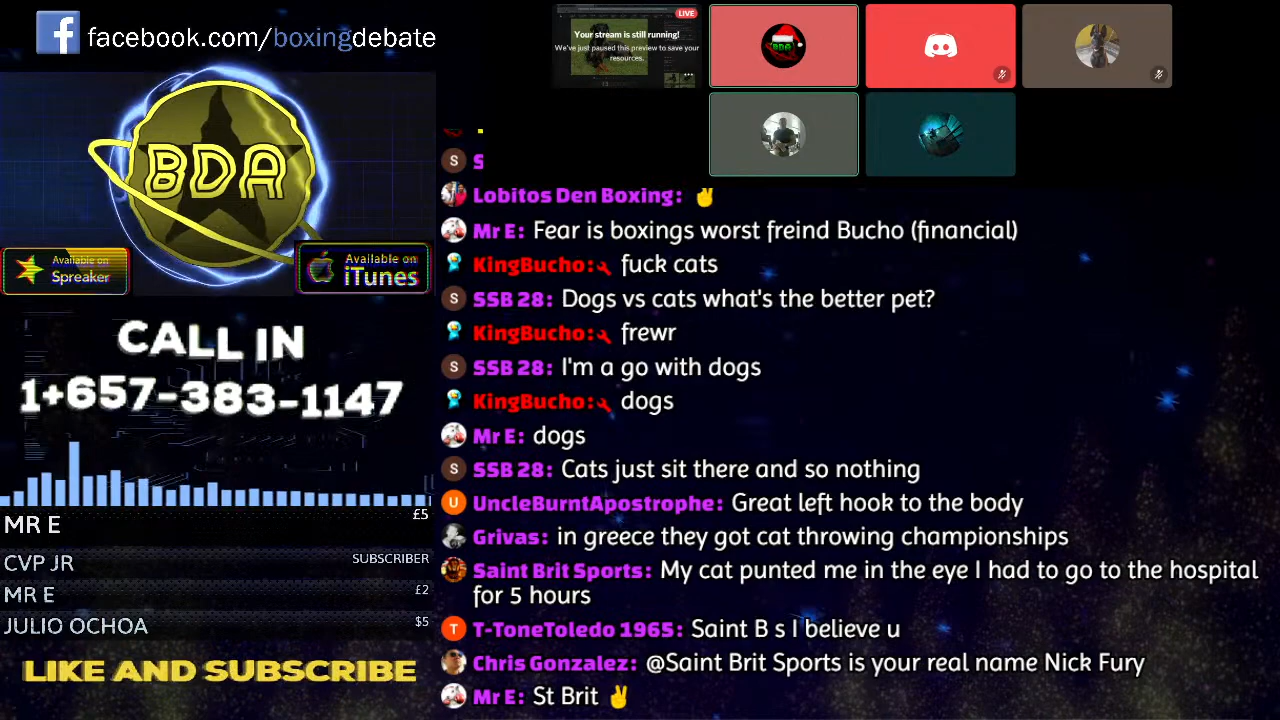 facebook.com/boxingdebate
BDA
Available on
Spreaker
Available on
iTunes
CALL IN
1+657-383-1147
MR E £5
CVP JR SUBSCRIBER
MR E £2
JULIO OCHOA $5
LIKE AND SUBSCRIBE
LIVE
Your stream is still running!
We've just paused this preview to save your
resources.
BDA
S S
Lobitos Den Boxing: ✌
Mr E: Fear is boxings worst freind Bucho (financial)
KingBucho: fuck cats
S SSB 28: Dogs vs cats what's the better pet?
KingBucho: frewr
S SSB 28: I'm a go with dogs
KingBucho: dogs
Mr E: dogs
S SSB 28: Cats just sit there and so nothing
U UncleBurntApostrophe: Great left hook to the body
Grivas: in greece they got cat throwing championships
Saint Brit Sports: My cat punted me in the eye I had to go to the hospital
for 5 hours
T T-ToneToledo 1965: Saint B s I believe u
Chris Gonzalez: @Saint Brit Sports is your real name Nick Fury
Mr E: St Brit ✌